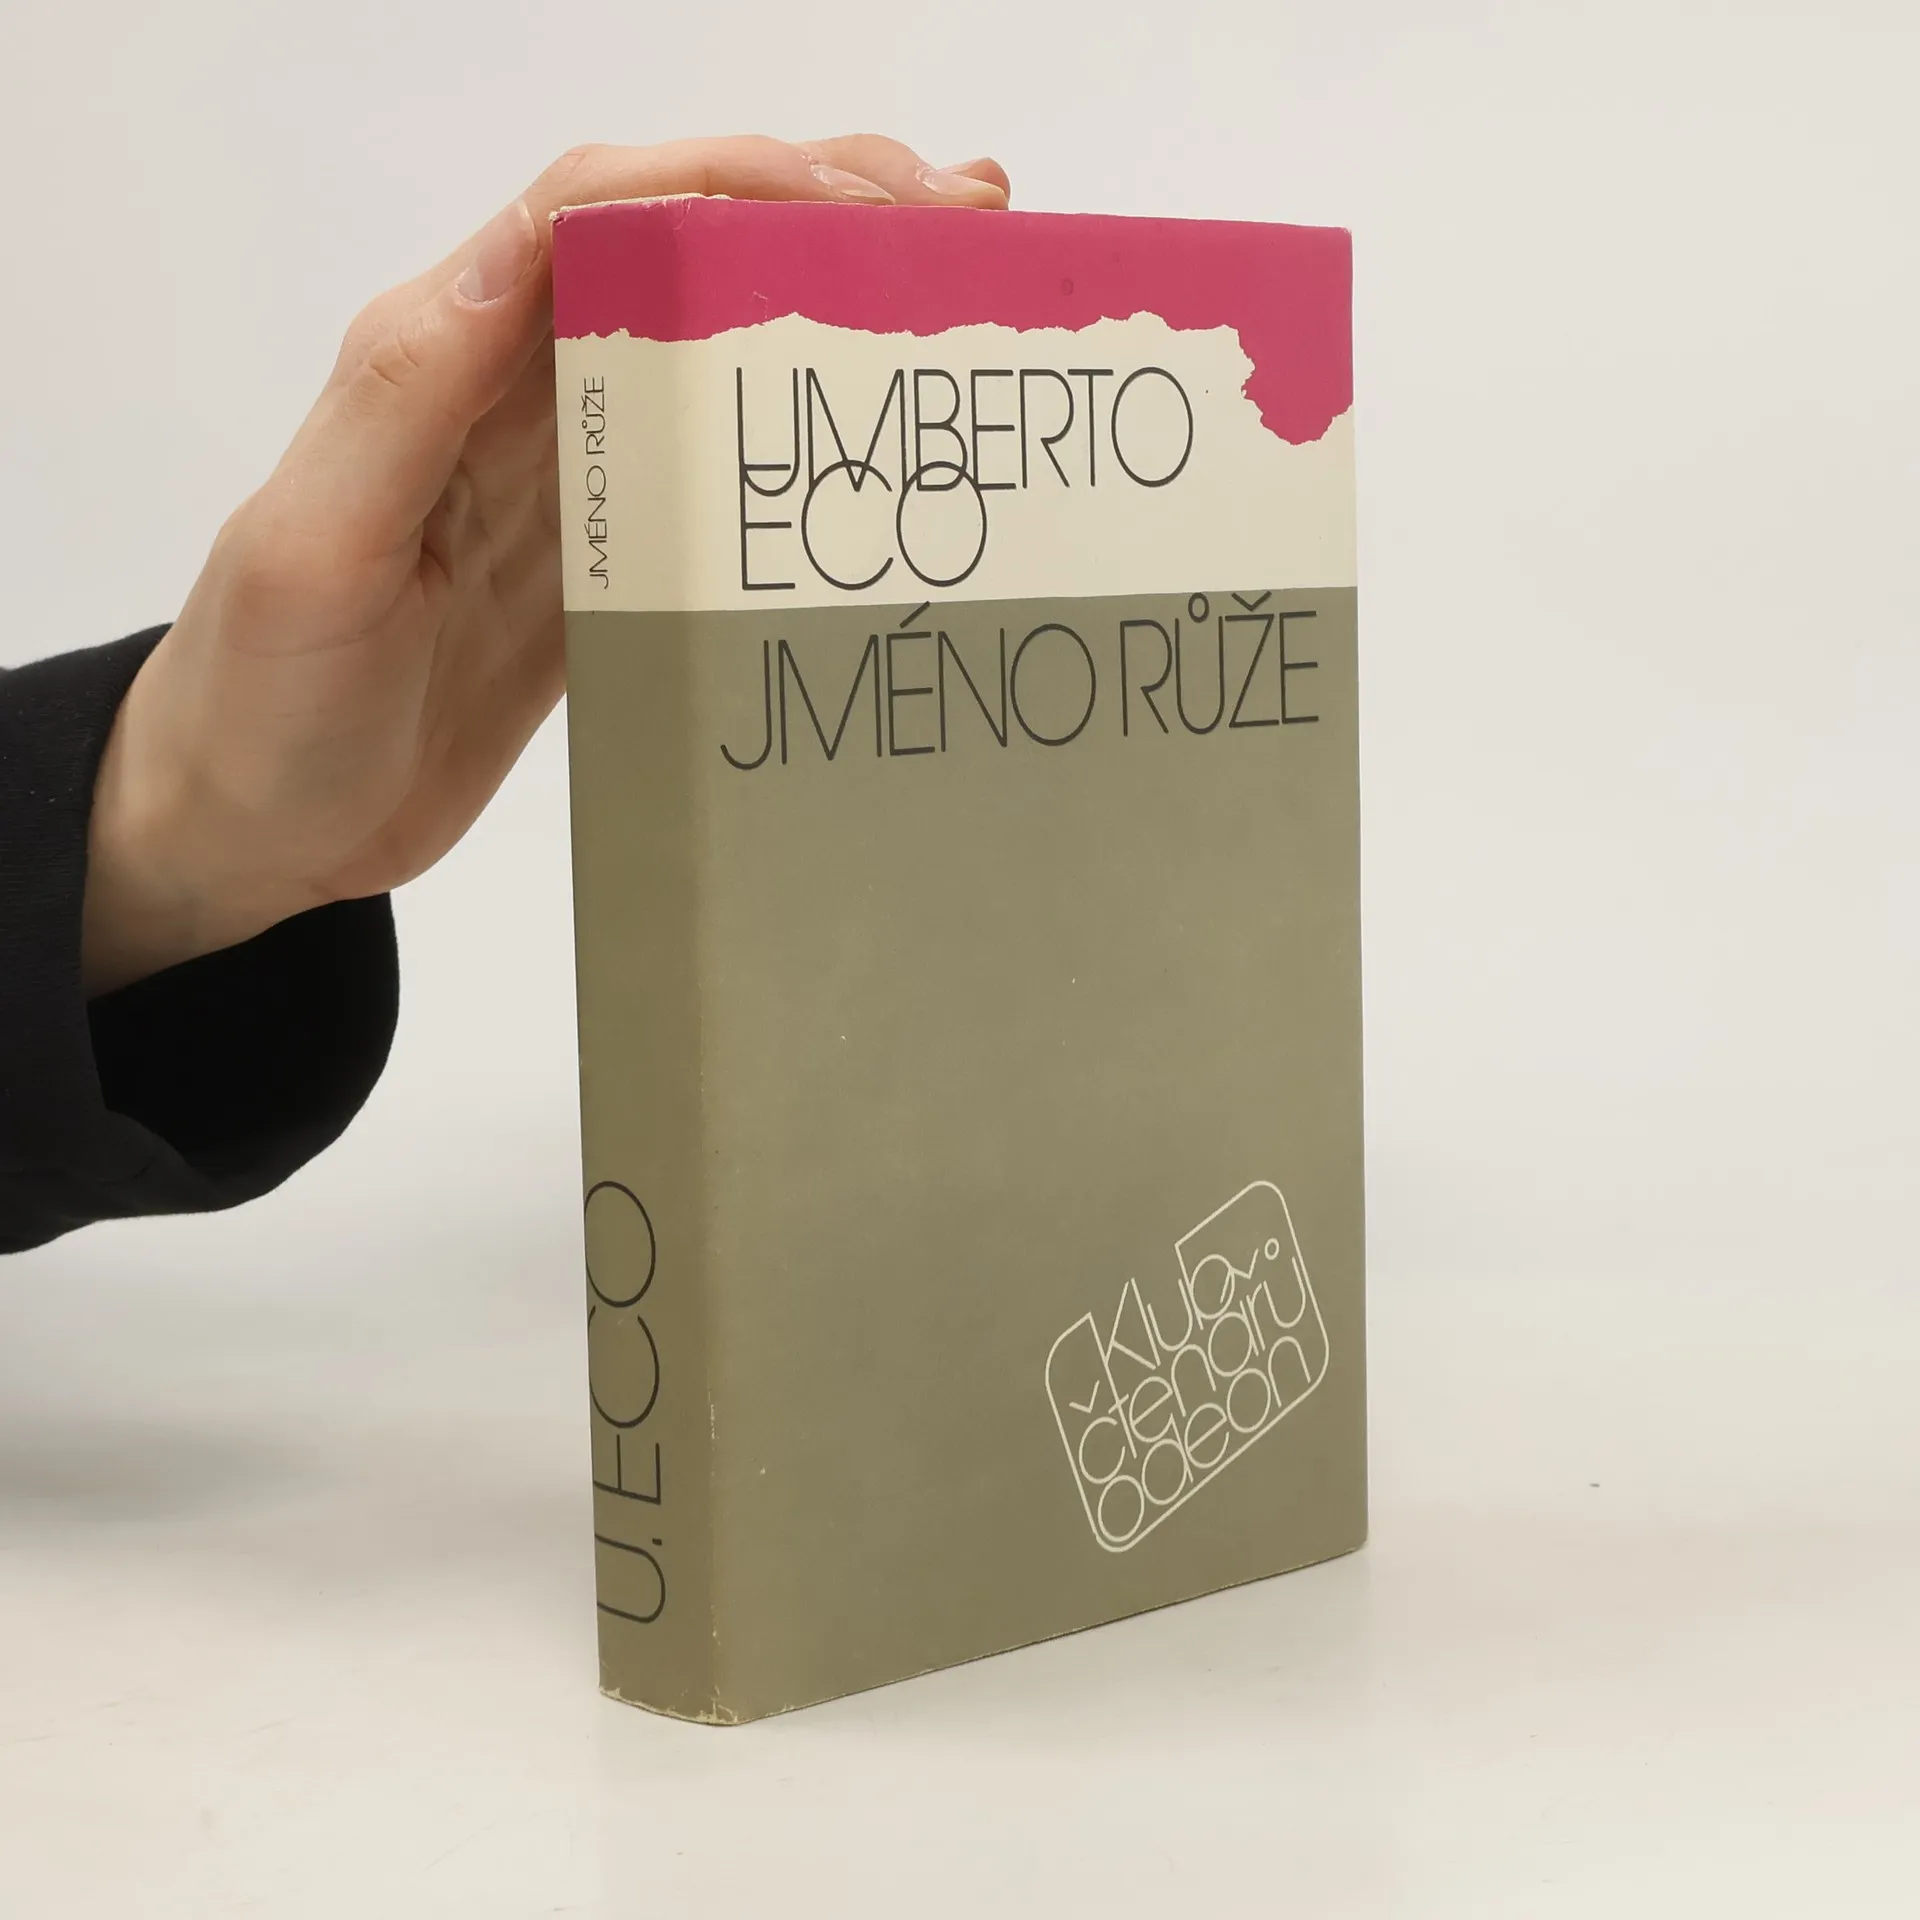 JMÉNO RŮŽE
U. ECO
UMBERTO
ECO
JMÉNO RŮŽE
Klub
čtenářů
odeon